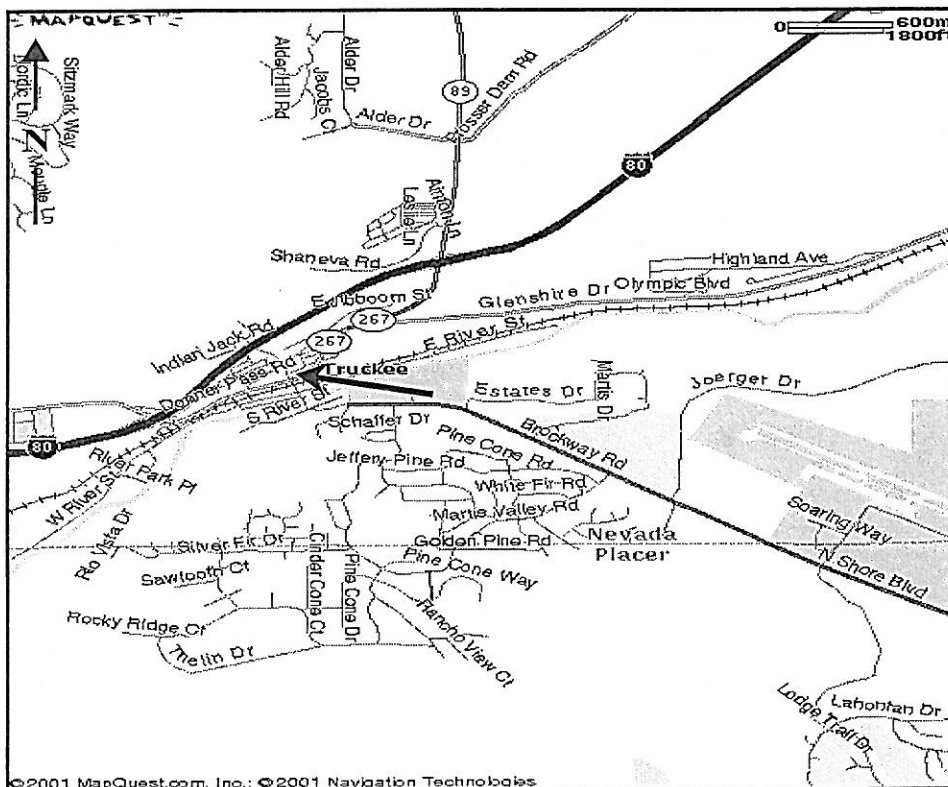 MAPQUEST
0 600m
1800ft
Sitzmark Way
Nordic Ln
N
Moutle Ln
Alder Hill Rd
Jacobs Ct
Alder Dr
Alder Dr
89
Prosser Dam Rd
80
Leslie Ln
Shaneva Rd
Highland Ave
Olympic Blvd
Glenshire Dr
267
267
E River St
Indian Jack Rd
Donner Pass Rd
Truckee
S River St
Estates Dr
Martis Dr
Joerger Dr
Schaffer Dr
Brockway Rd
80
River Park Pl
W River St
Jeffery Pine Rd
Pine Cone Rd
White Fir Rd
Martis Valley Rd
Soaring Way
Rio Vista Dr
Silver Fir Dr
Golden Pine Rd
Nevada
Placer
N Shore Blvd
Sawtooth Ct
Cinder Cone Ct
Pine Cone Dr
Pine Cone Way
Rancho View Ct
Rocky Ridge Ct
Thelin Dr
Lahontan Dr
Lodge Trail Dr
©2001 MapQuest.com, Inc.; ©2001 Navigation Technologies